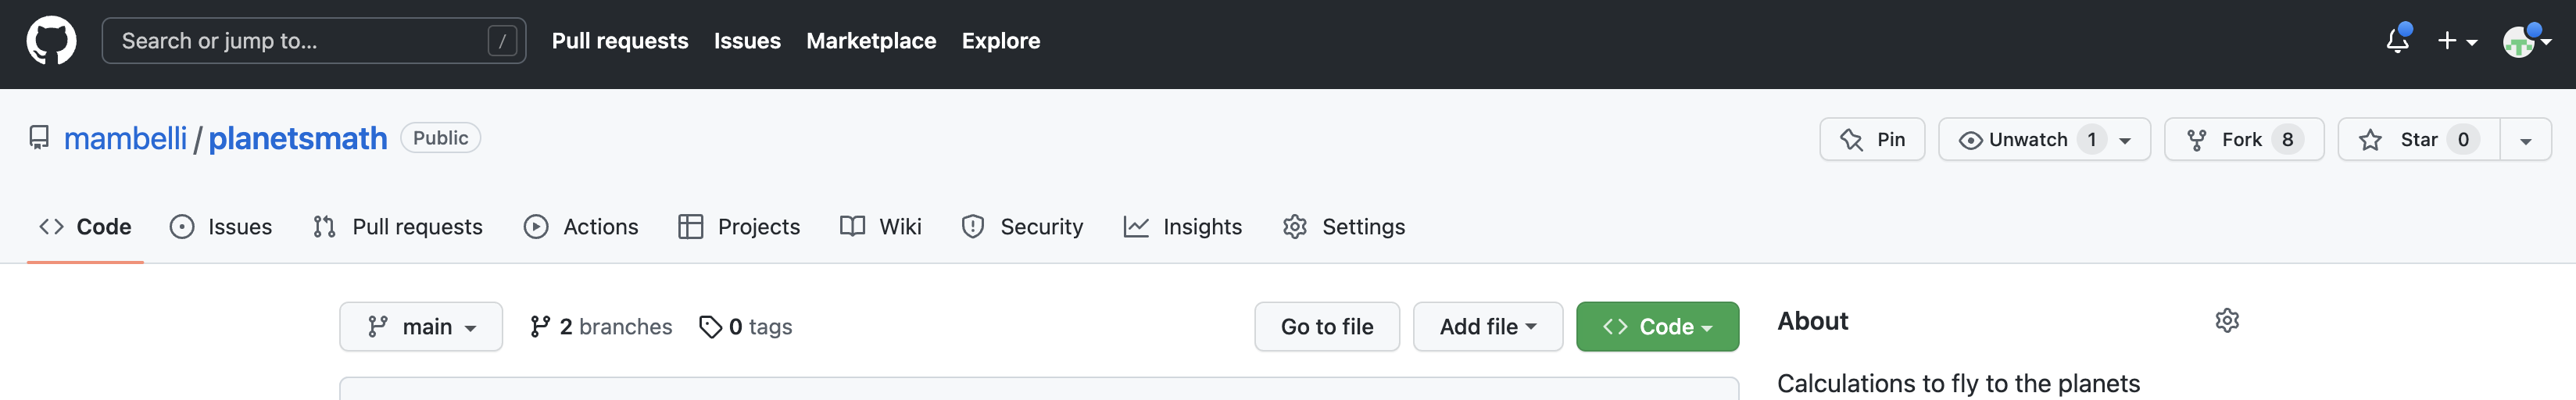 Search or jump to... / Pull requests Issues Marketplace Explore
mambelli / planetsmath Public Pin Unwatch 1 Fork 8 Star 0
Code Issues Pull requests Actions Projects Wiki Security Insights Settings
main 2 branches 0 tags Go to file Add file Code About
Calculations to fly to the planets